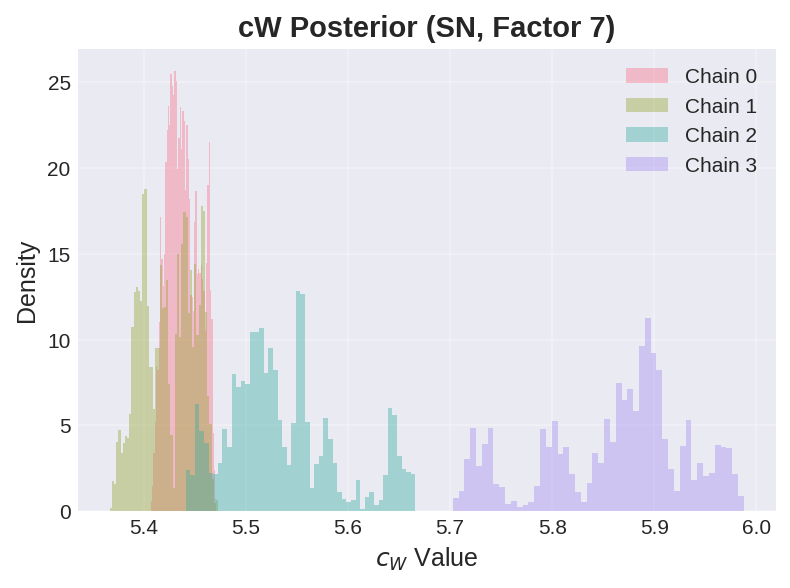 cW Posterior (SN, Factor 7)
Chain 0
Chain 1
Chain 2
Chain 3
Density
25
20
15
10
5
0
5.4 5.5 5.6 5.7 5.8 5.9 6.0
c_W Value